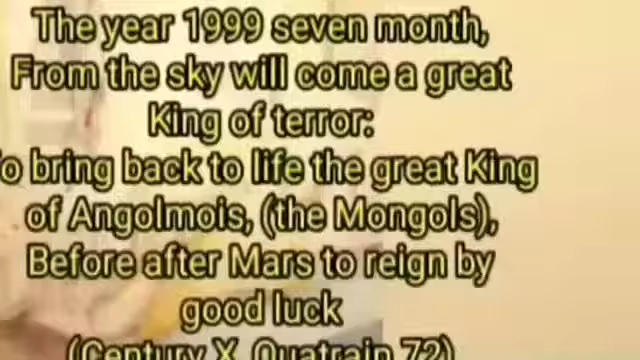 The year 1999 seven month,
From the sky will come a great
King of terror:
o bring back to life the great King
of Angolmois, (the Mongols),
Before after Mars to reign by
good luck
(Century X, Quatrain 72)